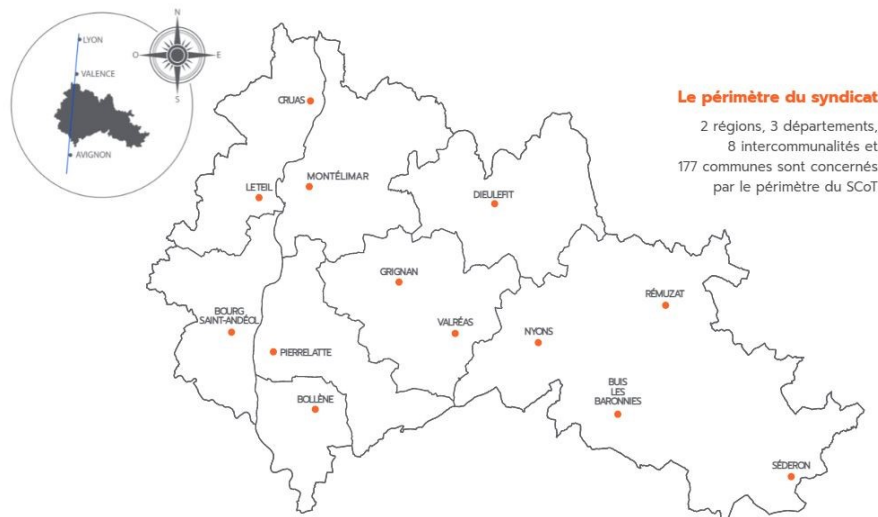 LYON
VALENCE
AVIGNON
N
O
E
S
Le périmètre du syndicat
2 régions, 3 départements,
8 intercommunalités et
177 communes sont concernés
par le périmètre du SCoT
CRUAS
LE TEIL
MONTÉLIMAR
DIEULEFIT
GRIGNAN
RÉMUZAT
BOURG
SAINT-ANDÉOL
VALRÉAS
NYONS
PIERRELATTE
BUIS
LES
BARONNIES
BOLLÈNE
SÉDERON